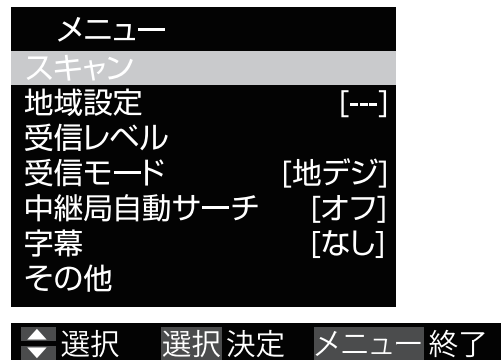 メニュー
スキャン
地域設定 [---]
受信レベル
受信モード [地デジ]
中継局自動サーチ [オフ]
字幕 [なし]
その他
選択 選択 決定 メニュー 終了